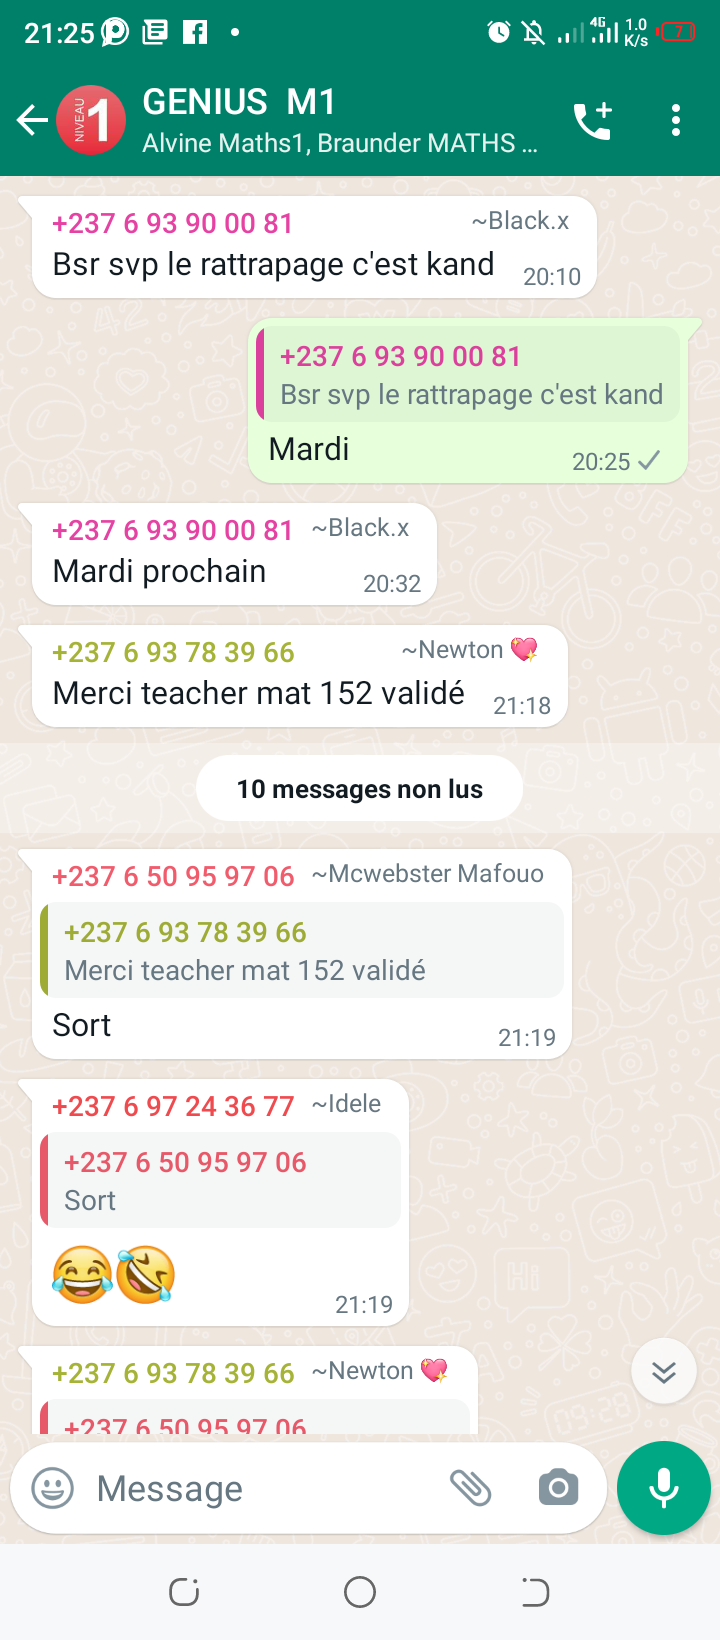 21:25 4G 1.0 K/s 7
NIVEAU 1
GENIUS M1
Alvine Maths1, Braunder MATHS ...
+237 6 93 90 00 81 ~Black.x
Bsr svp le rattrapage c'est kand 20:10
+237 6 93 90 00 81
Bsr svp le rattrapage c'est kand
Mardi 20:25
+237 6 93 90 00 81 ~Black.x
Mardi prochain 20:32
+237 6 93 78 39 66 ~Newton 💘
Merci teacher mat 152 validé 21:18
10 messages non lus
+237 6 50 95 97 06 ~Mcwebster Mafouo
+237 6 93 78 39 66
Merci teacher mat 152 validé
Sort 21:19
+237 6 97 24 36 77 ~Idele
+237 6 50 95 97 06
Sort
😂🤣
21:19
+237 6 93 78 39 66 ~Newton 💖
+237 6 50 95 97 06
Message